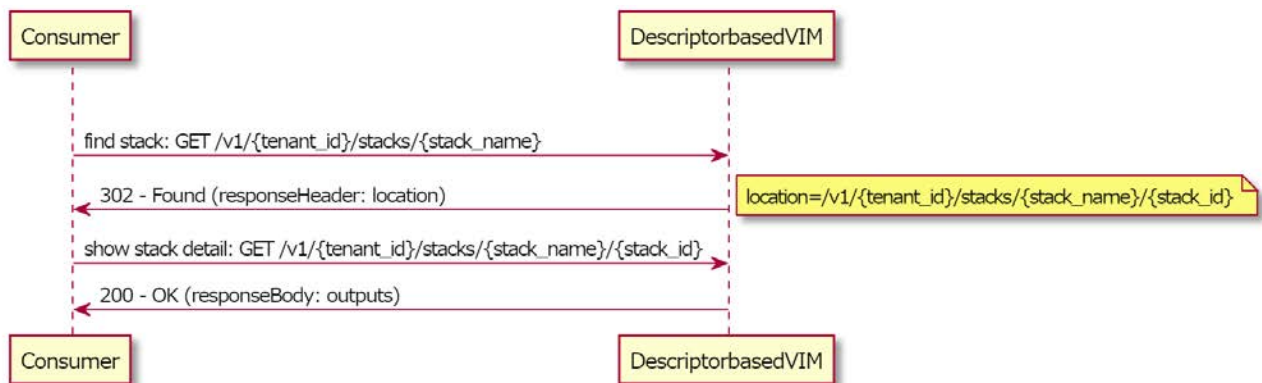 Consumer
DescriptorbasedVIM
find stack: GET /v1/{tenant_id}/stacks/{stack_name}
302 - Found (responseHeader: location)
location=/v1/{tenant_id}/stacks/{stack_name}/{stack_id}
show stack detail: GET /v1/{tenant_id}/stacks/{stack_name}/{stack_id}
200 - OK (responseBody: outputs)
Consumer
DescriptorbasedVIM